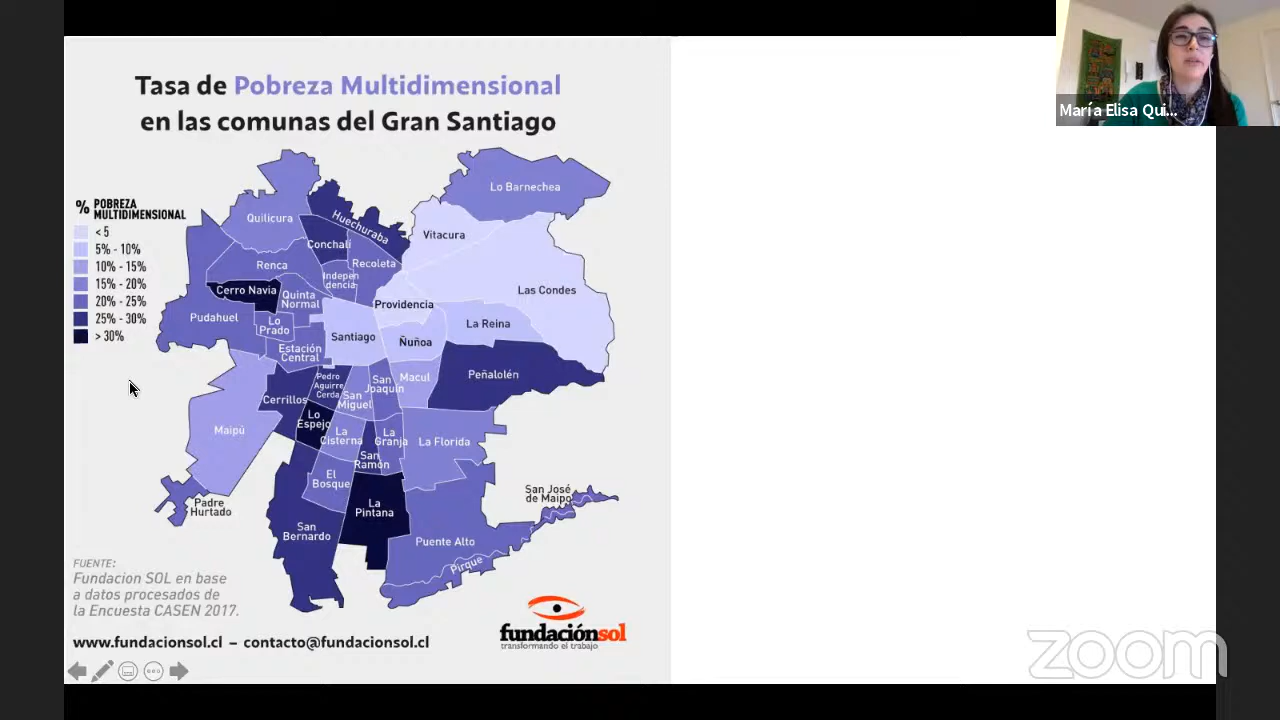 Tasa de Pobreza Multidimensional
en las comunas del Gran Santiago
María Elisa Qui...
% POBREZA
MULTIDIMENSIONAL
< 5
5% - 10%
10% - 15%
15% - 20%
20% - 25%
25% - 30%
> 30%
Lo Barnechea
Quilicura
Huechuraba
Vitacura
Conchalí
Renca
Recoleta
Indepen
dencia
Cerro Navia
Quinta
Normal
Las Condes
Providencia
Pudahuel
Lo
Prado
La Reina
Santiago
Ñuñoa
Estación
Central
Peñalolén
Pedro
Aguirre
Cerda
San
Joaquín
Macul
Cerrillos
San
Miguel
Lo
Espejo
Maipú
La
Cisterna
La
Granja
La Florida
San
Ramón
El
Bosque
San José
de Maipo
Padre
Hurtado
La
Pintana
San
Bernardo
Puente Alto
Pirque
FUENTE:
Fundacion SOL en base
a datos procesados de
la Encuesta CASEN 2017.
www.fundacionsol.cl – contacto@fundacionsol.cl
fundaciónsol
transformando el trabajo
zoom